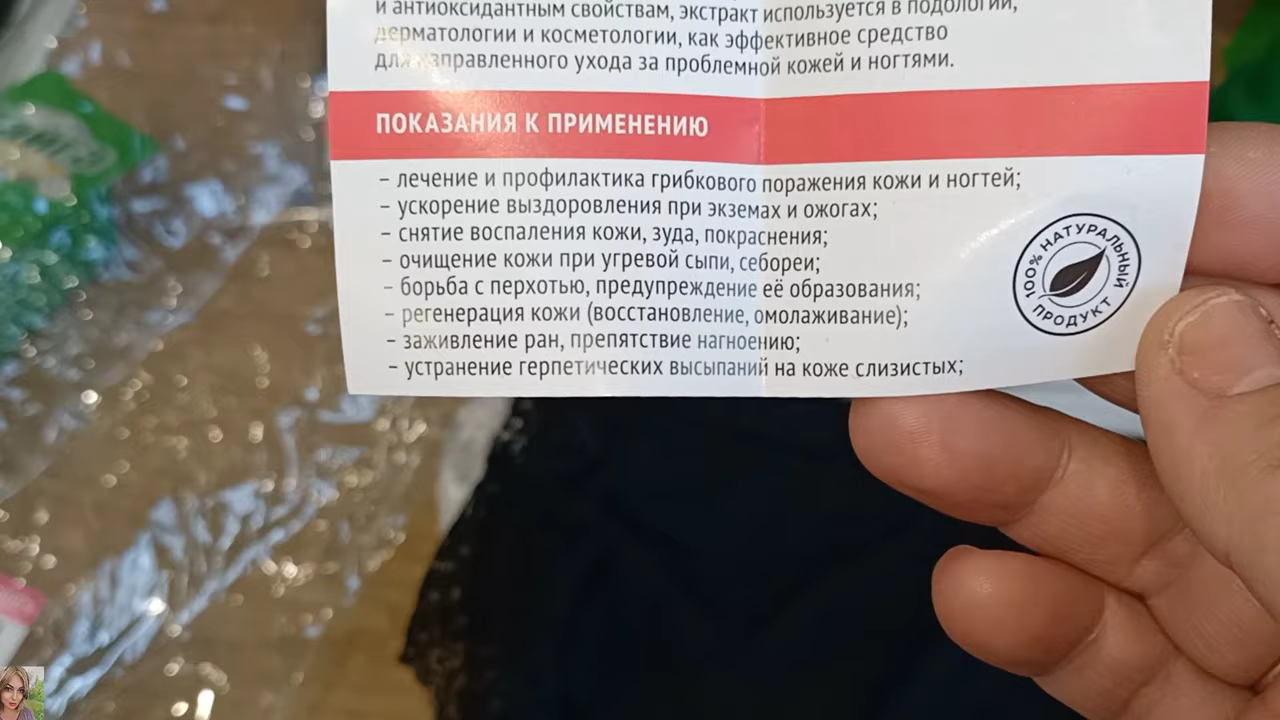 и антиоксидантным свойствам, экстракт используется в подологии,
дерматологии и косметологии, как эффективное средство
для направленного ухода за проблемной кожей и ногтями.
ПОКАЗАНИЯ К ПРИМЕНЕНИЮ
– лечение и профилактика грибкового поражения кожи и ногтей;
– ускорение выздоровления при экземах и ожогах;
– снятие воспаления кожи, зуда, покраснения;
– очищение кожи при угревой сыпи, себореи;
– борьба с перхотью, предупреждение её образования;
– регенерация кожи (восстановление, омолаживание);
– заживление ран, препятствие нагноению;
– устранение герпетических высыпаний на коже слизистых;
100% НАТУРАЛЬНЫЙ
ПРОДУКТ